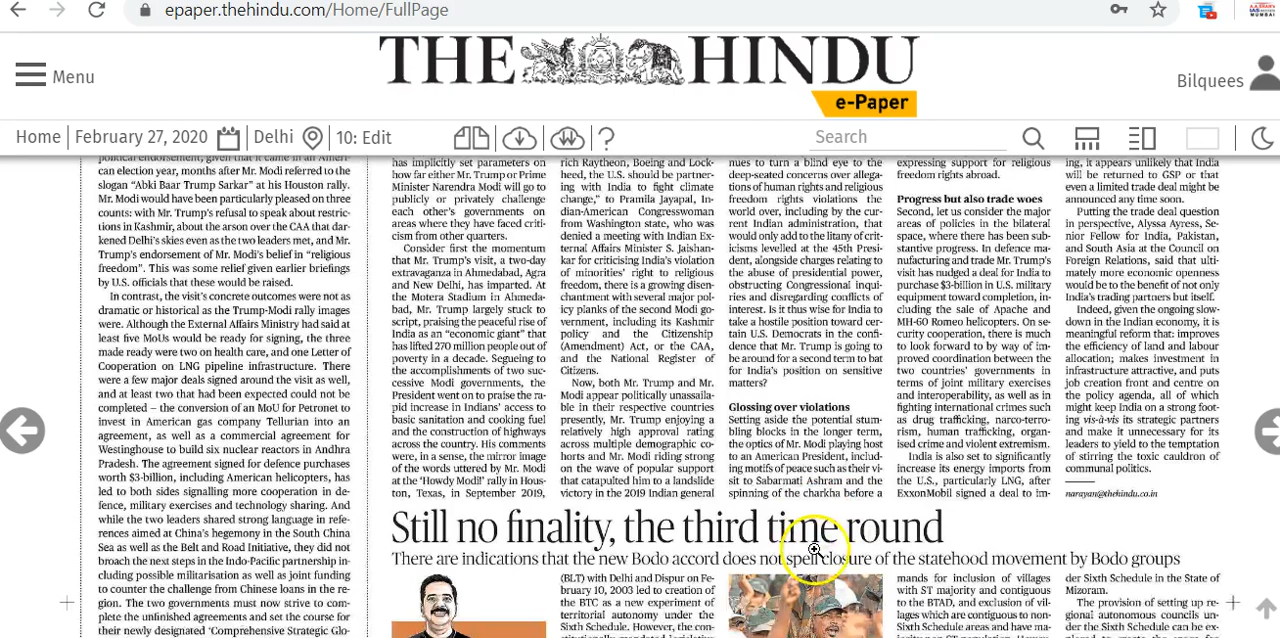 epaper.thehindu.com/Home/FullPage
Menu
THE HINDU
e-Paper
Bilquees
Home
February 27, 2020
Delhi
10: Edit
?
Search
political endorsement, given that it came in an Ameri-
can election year, months after Mr. Modi referred to the
slogan “Abki Baar Trump Sarkar” at his Houston rally.
Mr. Modi would have been particularly pleased on three
counts: with Mr. Trump's refusal to speak about restric-
tions in Kashmir, about the arson over the CAA that dar-
kened Delhi's skies even as the two leaders met, and Mr.
Trump's endorsement of Mr. Modi's belief in “religious
freedom”. This was some relief given earlier briefings
by U.S. officials that these would be raised.
In contrast, the visit's concrete outcomes were not as
dramatic or historical as the Trump-Modi rally images
were. Although the External Affairs Ministry had said at
least five MoUs would be ready for signing, the three
made ready were two on health care, and one Letter of
Cooperation on LNG pipeline infrastructure. There
were a few major deals signed around the visit as well,
and at least two that had been expected could not be
completed – the conversion of an MoU for Petronet to
invest in American gas company Tellurian into an
agreement, as well as a commercial agreement for
Westinghouse to build six nuclear reactors in Andhra
Pradesh. The agreement signed for defence purchases
worth $3-billion, including American helicopters, has
led to both sides signalling more cooperation in de-
fence, military exercises and technology sharing. And
while the two leaders shared strong language in refe-
rences aimed at China's hegemony in the South China
Sea as well as the Belt and Road Initiative, they did not
broach the next steps in the Indo-Pacific partnership in-
cluding possible militarisation as well as joint funding
to counter the challenge from Chinese loans in the re-
gion. The two governments must now strive to com-
plete the unfinished agreements and set the course for
their newly designated ‘Comprehensive Strategic Glo-
has implicitly set parameters on
how far either Mr. Trump or Prime
Minister Narendra Modi will go to
publicly or privately challenge
each other's governments on
areas where they have faced criti-
cism from other quarters.
Consider first the momentum
that Mr. Trump's visit, a two-day
extravaganza in Ahmedabad, Agra
and New Delhi, has imparted. At
the Motera Stadium in Ahmeda-
bad, Mr. Trump largely stuck to
script, praising the peaceful rise of
India as an “economic giant” that
has lifted 270 million people out of
poverty in a decade. Segueing to
the accomplishments of two suc-
cessive Modi governments, the
President went on to praise the ra-
pid increase in Indians' access to
basic sanitation and cooking fuel
and the construction of highways
across the country. His comments
were, in a sense, the mirror image
of the words uttered by Mr. Modi
at the ‘Howdy Modi!’ rally in Hous-
ton, Texas, in September 2019,
rich Raytheon, Boeing and Lock-
heed, the U.S. should be partner-
ing with India to fight climate
change,” to Pramila Jayapal, In-
dian-American Congresswoman
from Washington state, who was
denied a meeting with Indian Ex-
ternal Affairs Minister S. Jaishan-
kar for criticising India's violation
of minorities' right to religious
freedom, there is a growing disen-
chantment with several major pol-
icy planks of the second Modi go-
vernment, including its Kashmir
policy and the Citizenship
(Amendment) Act, or the CAA,
and the National Register of
Citizens.
Now, both Mr. Trump and Mr.
Modi appear politically unassaila-
ble in their respective countries
presently, Mr. Trump enjoying a
relatively high approval rating
across multiple demographic co-
horts and Mr. Modi riding strong
on the wave of popular support
that catapulted him to a landslide
victory in the 2019 Indian general
nues to turn a blind eye to the
deep-seated concerns over allega-
tions of human rights and religious
freedom rights violations the
world over, including by the cur-
rent Indian administration, that
would only add to the litany of crit-
icisms levelled at the 45th Presi-
dent, alongside charges relating to
the abuse of presidential power,
obstructing Congressional inqui-
ries and disregarding conflicts of
interest. Is it thus wise for India to
take a hostile position toward cer-
tain U.S. Democrats in the confi-
dence that Mr. Trump is going to
be around for a second term to bat
for India's position on sensitive
matters?
Glossing over violations
Setting aside the potential stum-
bling blocks in the longer term,
the optics of Mr. Modi playing host
to an American President, includ-
ing motifs of peace such as their vi-
sit to Sabarmati Ashram and the
spinning of the charkha before a
expressing support for religious
freedom rights abroad.
Progress but also trade woes
Second, let us consider the major
areas of policies in the bilateral
space, where there has been sub-
stantive progress. In defence ma-
nufacturing and trade Mr. Trump's
visit has nudged a deal for India to
purchase $3-billion in U.S. military
equipment toward completion, in-
cluding the sale of Apache and
MH-60 Romeo helicopters. On se-
curity cooperation, there is much
to look forward to by way of im-
proved coordination between the
two countries' governments in
terms of joint military exercises
and interoperability, as well as in
fighting international crimes such
as drug trafficking, narco-terro-
rism, human trafficking, organ-
ised crime and violent extremism.
India is also set to significantly
increase its energy imports from
the U.S., particularly LNG, after
ExxonMobil signed a deal to im-
ing, it appears unlikely that India
will be returned to GSP or that
even a limited trade deal might be
announced any time soon.
Putting the trade deal question
in perspective, Alyssa Ayress, Se-
nior Fellow for India, Pakistan,
and South Asia at the Council on
Foreign Relations, said that ulti-
mately more economic openness
would be to the benefit of not only
India's trading partners but itself.
Indeed, given the ongoing slow-
down in the Indian economy, it is
meaningful reform that: improves
the efficiency of land and labour
allocation; makes investment in
infrastructure attractive, and puts
job creation front and centre on
the policy agenda, all of which
might keep India on a strong foot-
ing vis-à-vis its strategic partners
and make it unnecessary for its
leaders to yield to the temptation
of stirring the toxic cauldron of
communal politics.
narayan@thehindu.co.in
Still no finality, the third time round
There are indications that the new Bodo accord does not spell closure of the statehood movement by Bodo groups
(BLT) with Delhi and Dispur on Fe-
bruary 10, 2003 led to creation of
the BTC as a new experiment of
territorial autonomy under the
Sixth Schedule. However, the con-
mands for inclusion of villages
with ST majority and contiguous
to the BTAD, and exclusion of vil-
lages which are contiguous to non-
der Sixth Schedule in the State of
Mizoram.
The provision of setting up re-
gional autonomous councils un-
der the Sixth Schedule can be ex-